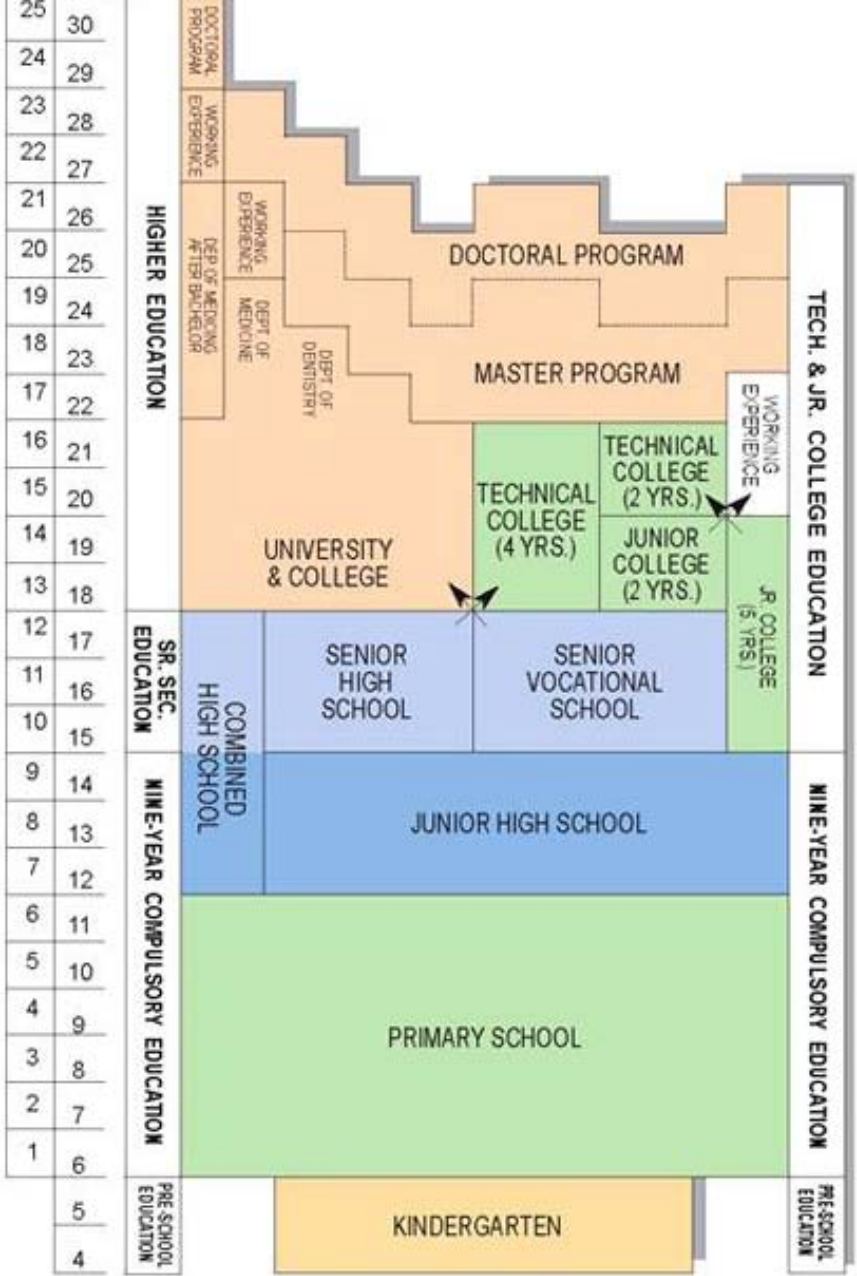 25
30
24
29
23
28
22
27
21
26
20
25
19
24
18
23
17
22
16
21
15
20
14
19
13
18
12
17
11
16
10
15
9
14
8
13
7
12
6
11
5
10
4
9
3
8
2
7
1
6
5
4
HIGHER EDUCATION
SR. SEC.
EDUCATION
NINE-YEAR COMPULSORY EDUCATION
PRE-SCHOOL
EDUCATION
DOCTORAL
PROGRAM
WORKING
EXPERIENCE
DEP OF MEDICING
AFTER BACHELOR
WORKING
EXPERIENCE
DEPT. OF
MEDICINE
DEPT. OF
DENTISTRY
DOCTORAL PROGRAM
MASTER PROGRAM
UNIVERSITY
& COLLEGE
TECHNICAL
COLLEGE
(4 YRS.)
TECHNICAL
COLLEGE
(2 YRS.)
JUNIOR
COLLEGE
(2 YRS.)
WORKING
EXPERIENCE
JR. COLLEGE
(5 YRS.)
COMBINED
HIGH SCHOOL
SENIOR
HIGH
SCHOOL
SENIOR
VOCATIONAL
SCHOOL
JUNIOR HIGH SCHOOL
PRIMARY SCHOOL
KINDERGARTEN
TECH. & JR. COLLEGE EDUCATION
NINE-YEAR COMPULSORY EDUCATION
PRE-SCHOOL
EDUCATION